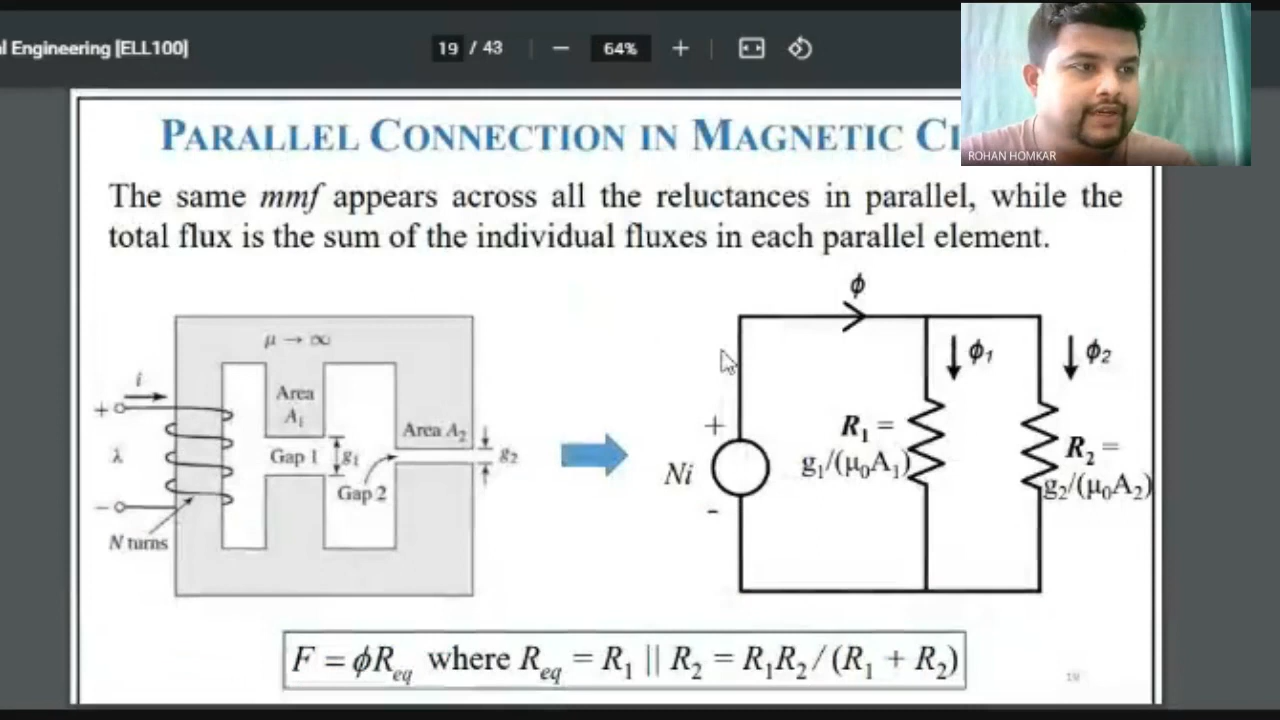 l Engineering [ELL100]
19 / 43
64%
ROHAN HOMKAR
PARALLEL CONNECTION IN MAGNETIC CI
The same mmf appears across all the reluctances in parallel, while the
total flux is the sum of the individual fluxes in each parallel element.
μ → ∞
i
+
λ
-
N turns
Area
A₁
Gap 1
g₁
Gap 2
Area A₂
g₂
ϕ
ϕ₁
ϕ₂
+
Ni
-
R₁ =
g₁/(μ₀A₁)
R₂ =
g₂/(μ₀A₂)
F = ϕR_eq where R_eq = R₁ || R₂ = R₁R₂/(R₁ + R₂)
19